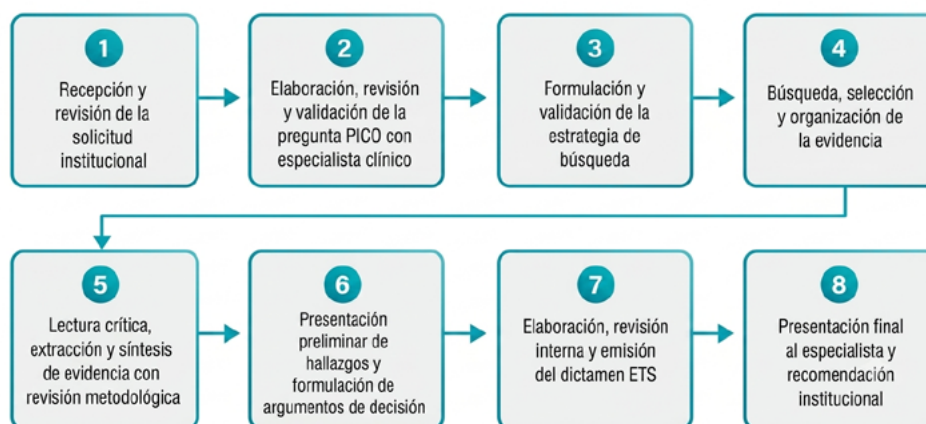 1
Recepción y
revisión de la
solicitud
institucional
2
Elaboración, revisión
y validación de la
pregunta PICO con
especialista clínico
3
Formulación y
validación de la
estrategia de
búsqueda
4
Búsqueda, selección
y organización de
la evidencia
5
Lectura crítica,
extracción y síntesis
de evidencia con
revisión metodológica
6
Presentación
preliminar de
hallazgos y
formulación de
argumentos de decisión
7
Elaboración, revisión
interna y emisión
del dictamen ETS
8
Presentación final
al especialista y
recomendación
institucional